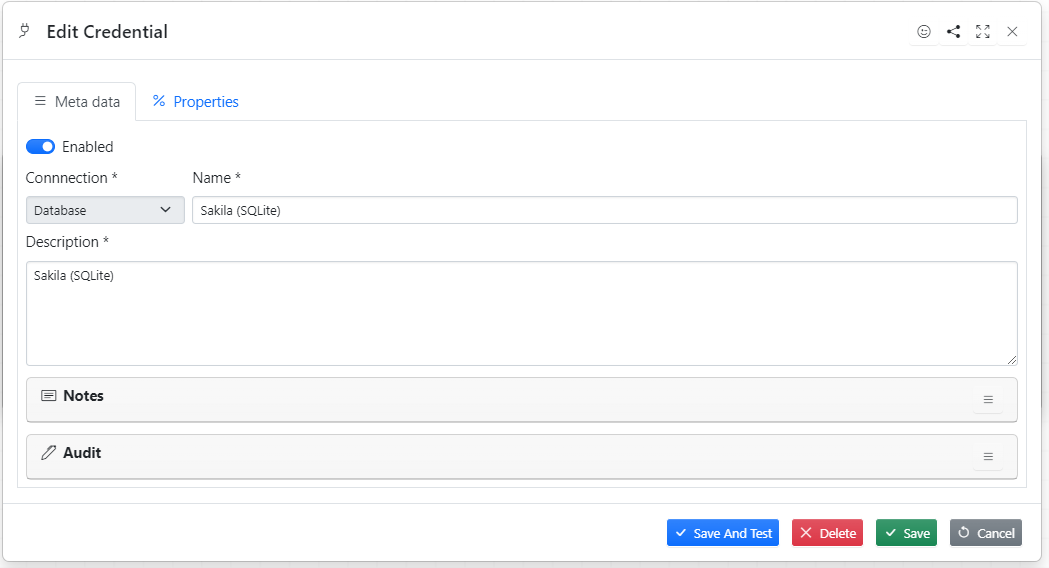 Edit Credential
Meta data Properties
Enabled
Connnection * Name *
Database Sakila (SQLite)
Description *
Sakila (SQLite)
Notes
Audit
Save And Test Delete Save Cancel